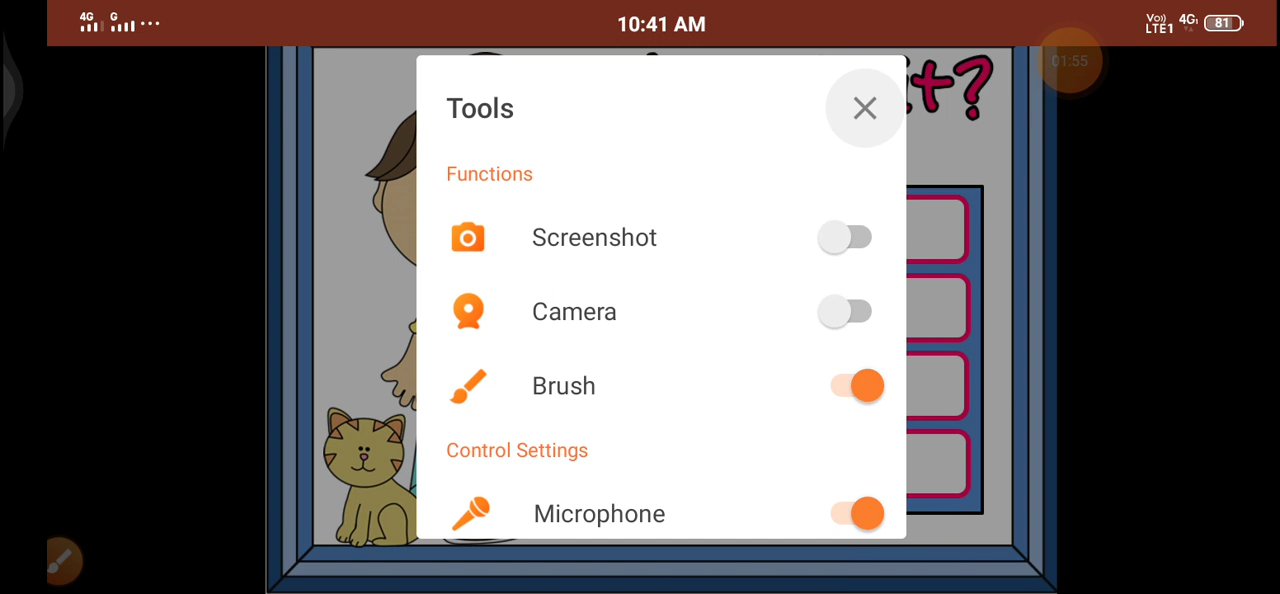 4G G 10:41 AM Vo)) LTE1 4G 81
01:55
t?
Tools
Functions
Screenshot
Camera
Brush
Control Settings
Microphone